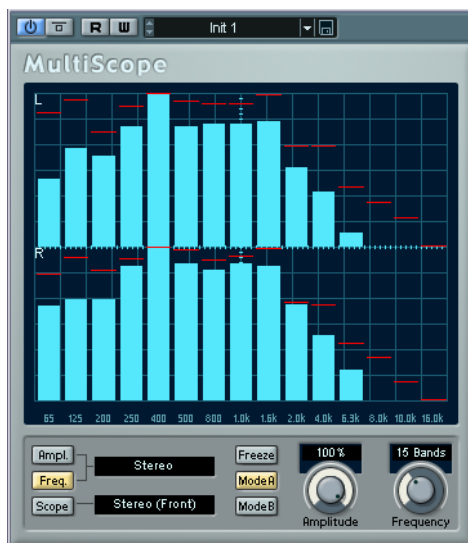 R W Init 1
MultiScope
L
R
65 125 200 250 400 500 800 1.0k 1.6k 2.0k 4.0k 6.3k 8.0k 10.0k 16.0k
Ampl. Freeze 100% 15 Bands
Stereo
Freq. Mode A
Scope Stereo (Front) Mode B
Amplitude Frequency